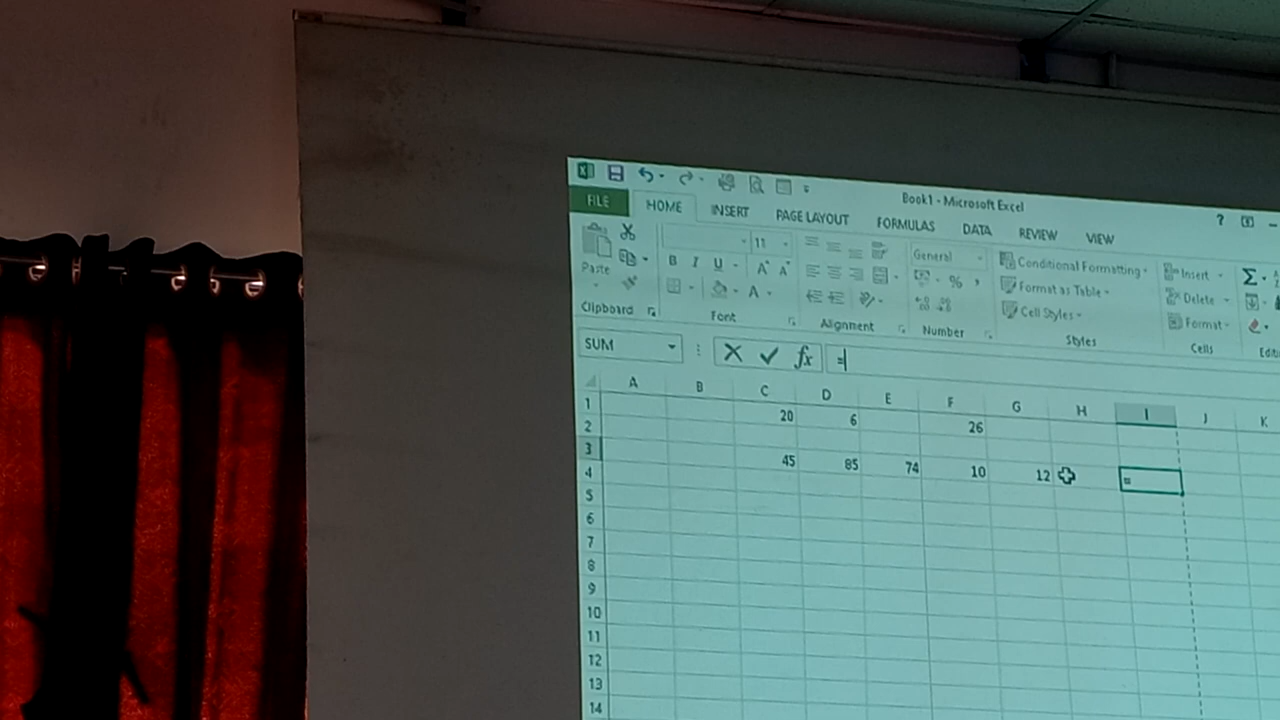 Book1 - Microsoft Excel
?
FILE HOME INSERT PAGE LAYOUT FORMULAS DATA REVIEW VIEW
11 General Conditional Formatting Insert Σ
Paste B I U A A % , Format as Table Delete
A Cell Styles Format
Clipboard Font Alignment Number Styles Cells
SUM fx =
A B C D E F G H I J K
1 20 6 26
2
3 45 85 74 10 12 =
4
5
6
7
8
9
10
11
12
13
14